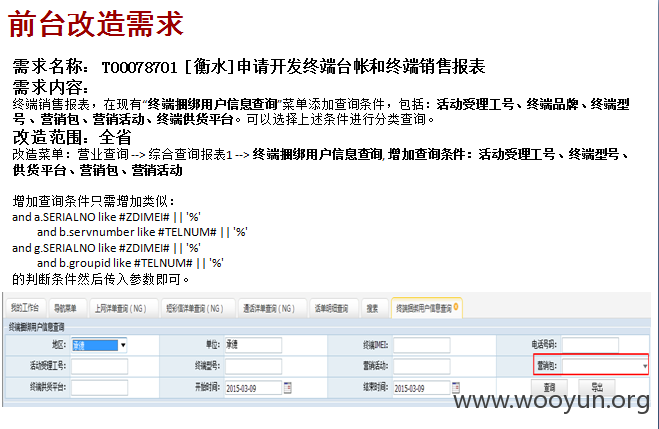 前台改造需求
需求名称: T00078701 [衡水]申请开发终端台帐和终端销售报表
需求内容:
终端销售报表，在现有“终端捆绑用户信息查询”菜单添加查询条件，包括：活动受理工号、终端品牌、终端型
号、营销包、营销活动、终端供货平台。可以选择上述条件进行分类查询。
改造范围: 全省
改造菜单：营业查询 --> 综合查询报表1 --> 终端捆绑用户信息查询, 增加查询条件：活动受理工号、终端型号、
供货平台、营销包、营销活动
增加查询条件只需增加类似：
and a.SERIALNO like #ZDIMEI# || '%'
and b.servnumber like #TELNUM# || '%'
and g.SERIALNO like #ZDIMEI# || '%'
and b.groupid like #TELNUM# || '%'
的判断条件然后传入参数即可。
我的工作台 导航菜单 上网详单查询 (NG) 短彩信详单查询 (NG) 通话详单查询 (NG) 话单明细查询 搜索 终端捆绑用户信息查询
终端捆绑用户信息查询
地区: 承德 单位: 承德 终端IMEI: 电话号码:
活动受理工号: 终端型号: 营销活动: 营销包:
终端供货平台: 开始时间: 2015-03-09 结束时间: 2015-03-09 查询 导出
www.wooyun.org